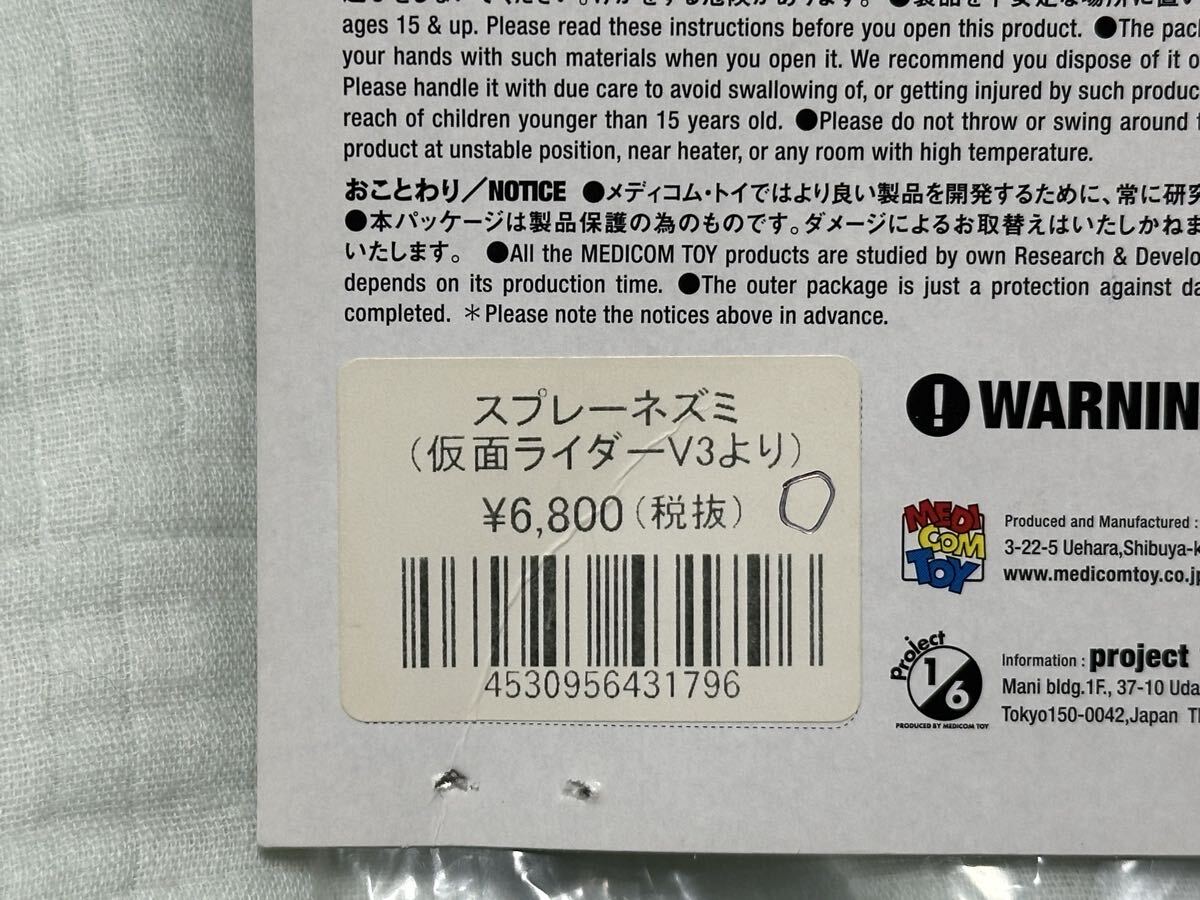 ages 15 & up. Please read these instructions before you open this product. ●The pack
your hands with such materials when you open it. We recommend you dispose of it
Please handle it with due care to avoid swallowing of, or getting injured by such produc
reach of children younger than 15 years old. ●Please do not throw or swing around
product at unstable position, near heater, or any room with high temperature.
おことわり／NOTICE ●メディコム・トイではより良い製品を開発するために、常に研究
●本パッケージは製品保護の為のものです。ダメージによるお取替えはいたしかねま
いたします。 ●All the MEDICOM TOY products are studied by own Research & Develo
depends on its production time. ●The outer package is just a protection against da
completed. ＊Please note the notices above in advance.
スプレーネズミ
(仮面ライダーV3より)
¥6,800(税抜)
4530956431796
WARNIN
MEDI
COM
TOY
Produced and Manufactured :
3-22-5 Uehara,Shibuya-k
www.medicomtoy.co.jp
Project
1/6
PRODUCED BY MEDICOM TOY
Information : project
Mani bldg.1F., 37-10 Uda
Tokyo150-0042,Japan